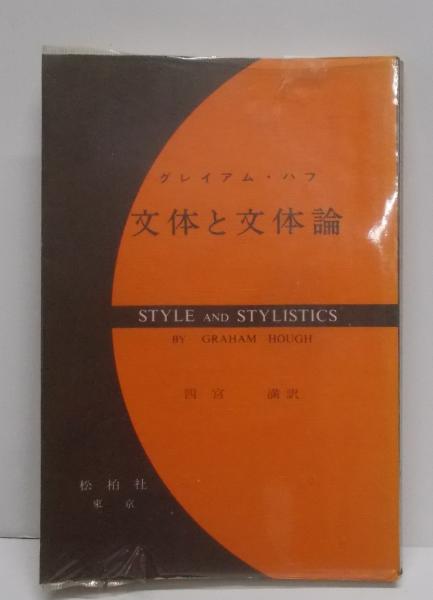 グレイアム・ハフ
文体と文体論
STYLE AND STYLISTICS
BY GRAHAM HOUGH
四宮 満訳
松柏社
東京